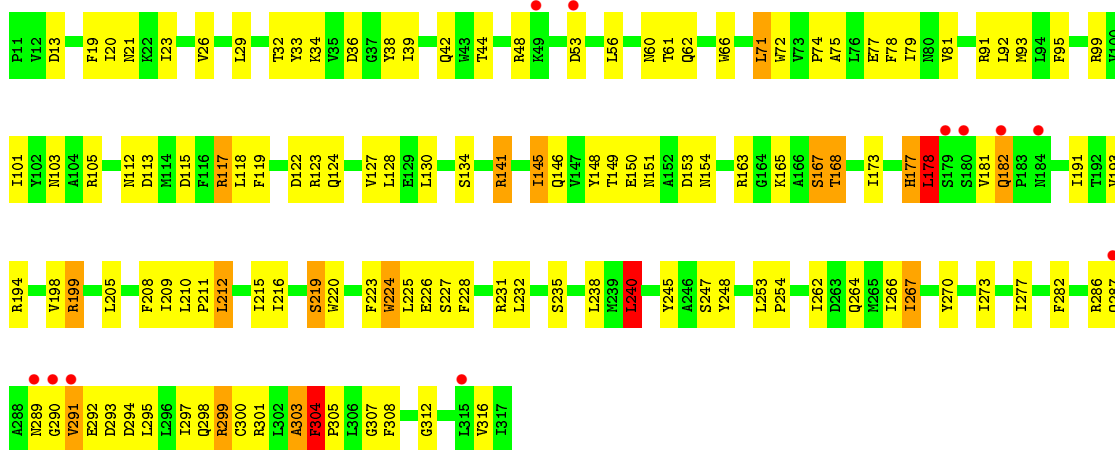 P11 V12 D13 F19 I20 N21 K22 I23 V26 L29 T32 Y33 K34 V35 D36 G37 Y38 I39 Q42 W43 T44 R48 K49 D53 L56 N60 T61 Q62 W66 L71 W72 V73 P74 A75 L76 E77 F78 I79 N80 V81 R91 L92 M93 L94 F95 R99 V100
I101 Y102 N103 A104 R105 N112 D113 M114 D115 F116 R117 L118 F119 D122 R123 Q124 V127 L128 E129 L130 S134 R141 I145 Q146 V147 Y148 T149 E150 N151 A152 D153 N154 R163 G164 K165 A166 S167 T168 I173 H177 L178 S179 S180 V181 Q182 P183 N184 I191 T192
R194 V198 R199 L205 F208 I209 L210 P211 L212 I215 I216 S219 W220 F223 W224 L225 E226 S227 F228 R231 L232 S235 L238 M239 L240 Y245 A246 S247 Y248 L253 P254 I262 D263 Q264 M265 I266 I267 Y270 I273 I277 F282 R286
A288 N289 G290 V291 E292 D293 D294 L295 L296 I297 Q298 R299 C300 R301 L302 A303 F304 P305 L306 G307 F308 G312 L315 V316 I317